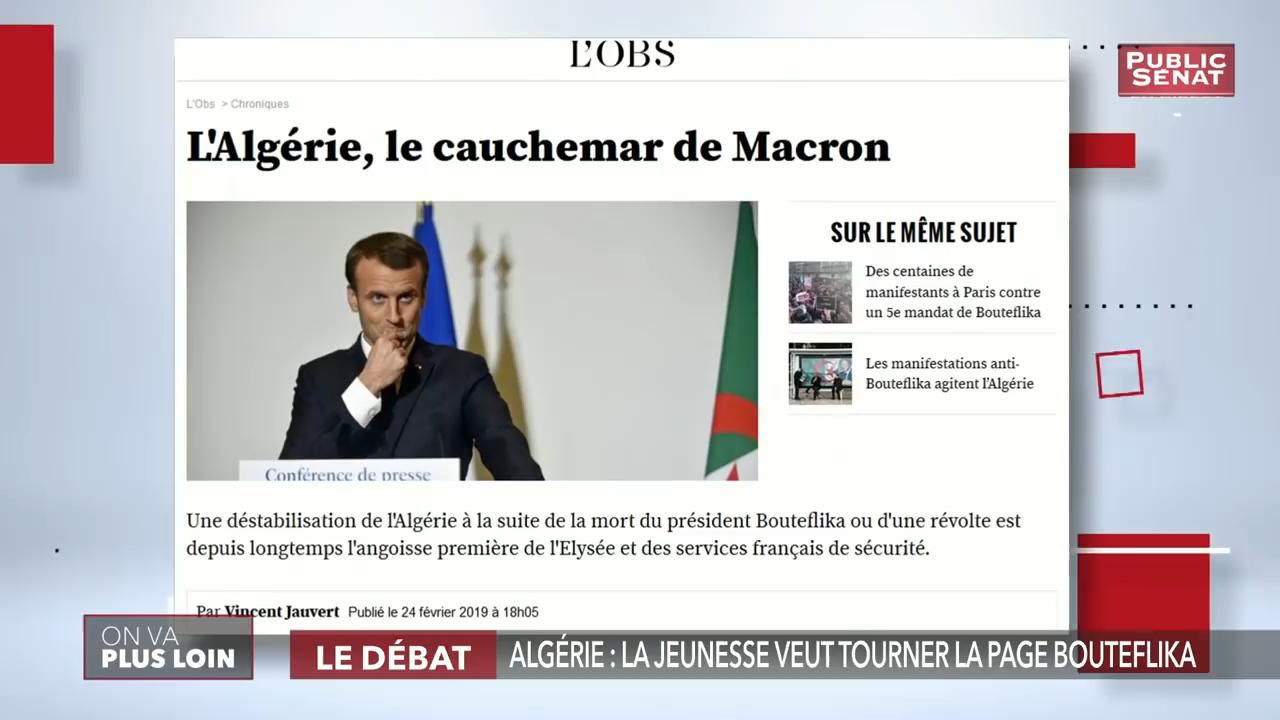 L'OBS
PUBLIC
SÉNAT
L'Obs > Chroniques
L'Algérie, le cauchemar de Macron
SUR LE MÊME SUJET
Des centaines de
manifestants à Paris contre
un 5e mandat de Bouteflika
Les manifestations anti-
Bouteflika agitent l'Algérie
Conférence de presse
Une déstabilisation de l'Algérie à la suite de la mort du président Bouteflika ou d'une révolte est
depuis longtemps l'angoisse première de l'Elysée et des services français de sécurité.
Par Vincent Jauvert Publié le 24 février 2019 à 18h05
ON VA
PLUS LOIN
LE DÉBAT
ALGÉRIE : LA JEUNESSE VEUT TOURNER LA PAGE BOUTEFLIKA